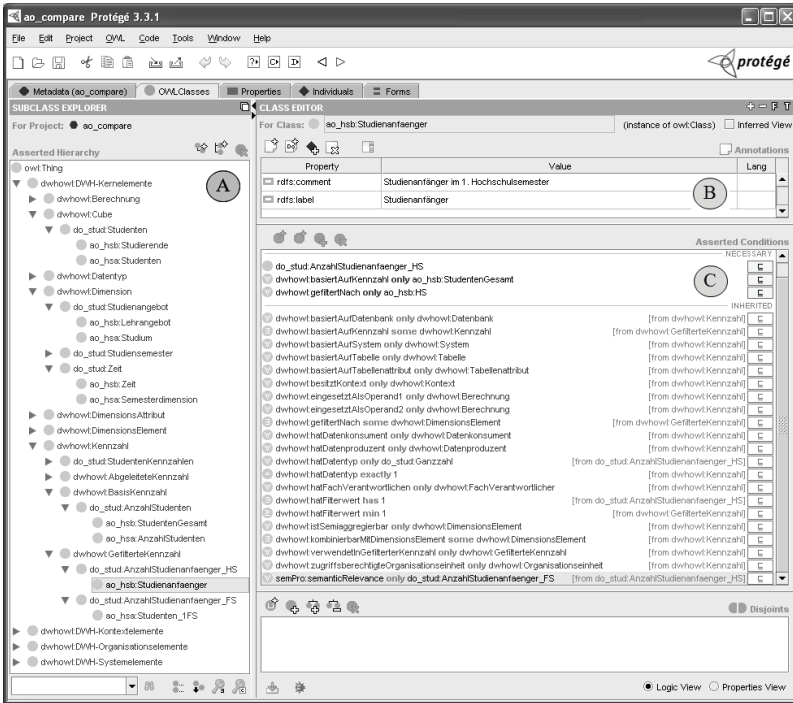 ao_compare Protégé 3.3.1
File Edit Project OWL Code Tools Window Help
protégé
Metadata (ao_compare) OWLClasses Properties Individuals Forms
SUBCLASS EXPLORER
For Project: ao_compare
Asserted Hierarchy
A
owl:Thing
dwhowl:DWH-Kernelemente
dwhowl:Berechnung
dwhowl:Cube
do_stud:Studenten
ao_hsb:Studierende
ao_hsa:Studenten
dwhowl:Datentyp
dwhowl:Dimension
do_stud:Studienangebot
ao_hsb:Lehrangebot
ao_hsa:Studium
do_stud:Studiensemester
do_stud:Zeit
ao_hsb:Zeit
ao_hsa:Semesterdimension
dwhowl:DimensionsAttribut
dwhowl:DimensionsElement
dwhowl:Kennzahl
do_stud:StudentenKennzahlen
dwhowl:AbgeleiteteKennzahl
dwhowl:BasisKennzahl
do_stud:AnzahlStudenten
ao_hsb:StudentenGesamt
ao_hsa:AnzahlStudenten
dwhowl:GefilterteKennzahl
do_stud:AnzahlStudienanfaenger_HS
ao_hsb:Studienanfaenger
do_stud:AnzahlStudienanfaenger_FS
ao_hsa:Studenten_1FS
dwhowl:DWH-Kontextelemente
dwhowl:DWH-Organisationselemente
dwhowl:DWH-Systemelemente
CLASS EDITOR
For Class: ao_hsb:Studienanfaenger (instance of owl:Class) Inferred View
Annotations
Property Value Lang
rdfs:comment Studienanfänger im 1. Hochschulsemester
rdfs:label Studienanfänger
B
Asserted Conditions
NECESSARY
C
do_stud:AnzahlStudienanfaenger_HS
dwhowl:basiertAufKennzahl only ao_hsb:StudentenGesamt
dwhowl:gefiltertNach only ao_hsb:HS
INHERITED
dwhowl:basiertAufDatenbank only dwhowl:Datenbank [from dwhowl:Kennzahl]
dwhowl:basiertAufKennzahl some dwhowl:Kennzahl [from dwhowl:GefilterteKennzahl]
dwhowl:basiertAufSystem only dwhowl:System [from dwhowl:Kennzahl]
dwhowl:basiertAufTabelle only dwhowl:Tabelle [from dwhowl:Kennzahl]
dwhowl:basiertAufTabellenattribut only dwhowl:Tabellenattribut [from dwhowl:Kennzahl]
dwhowl:besitztKontext only dwhowl:Kontext [from dwhowl:Kennzahl]
dwhowl:eingesetztAlsOperand1 only dwhowl:Berechnung [from dwhowl:Kennzahl]
dwhowl:eingesetztAlsOperand2 only dwhowl:Berechnung [from dwhowl:Kennzahl]
dwhowl:gefiltertNach some dwhowl:DimensionsElement [from dwhowl:GefilterteKennzahl]
dwhowl:hatDatenkonsument only dwhowl:Datenkonsument [from dwhowl:Kennzahl]
dwhowl:hatDatenproduzent only dwhowl:Datenproduzent [from dwhowl:Kennzahl]
dwhowl:hatDatentyp only do_stud:Ganzzahl [from do_stud:AnzahlStudienanfaenger_HS]
dwhowl:hatDatentyp exactly 1 [from dwhowl:Kennzahl]
dwhowl:hatFachVerantwortlichen only dwhowl:FachVerantwortlicher [from dwhowl:Kennzahl]
dwhowl:hatFilterwert has 1 [from do_stud:AnzahlStudienanfaenger_HS]
dwhowl:hatFilterwert min 1 [from dwhowl:GefilterteKennzahl]
dwhowl:istSemiaggregierbar only dwhowl:DimensionsElement [from dwhowl:Kennzahl]
dwhowl:kombinierbarMitDimensionsElement some dwhowl:DimensionsElement [from dwhowl:Kennzahl]
dwhowl:verwendetInGefilterterKennzahl only dwhowl:GefilterteKennzahl [from dwhowl:Kennzahl]
dwhowl:zugriffsberechtigteOrganisationseinheit only dwhowl:Organisationseinheit [from dwhowl:Kennzahl]
semPro:semanticRelevance only do_stud:AnzahlStudienanfaenger_FS [from do_stud:AnzahlStudienanfaenger_HS]
Disjoints
Logic View Properties View